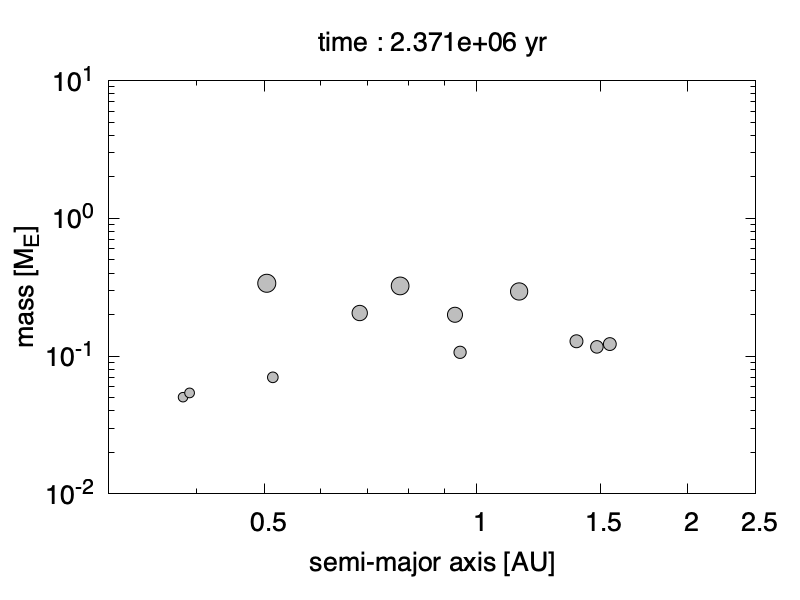 time : 2.371e+06 yr
10^1
10^0
10^-1
10^-2
mass [M_E]
0.5 1 1.5 2 2.5
semi-major axis [AU]